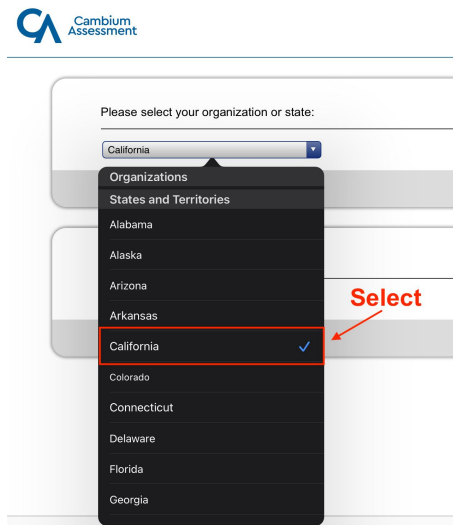 CA Cambium
Assessment
Please select your organization or state:
California
Organizations
States and Territories
Alabama
Alaska
Arizona
Arkansas
Select
California
Colorado
Connecticut
Delaware
Florida
Georgia